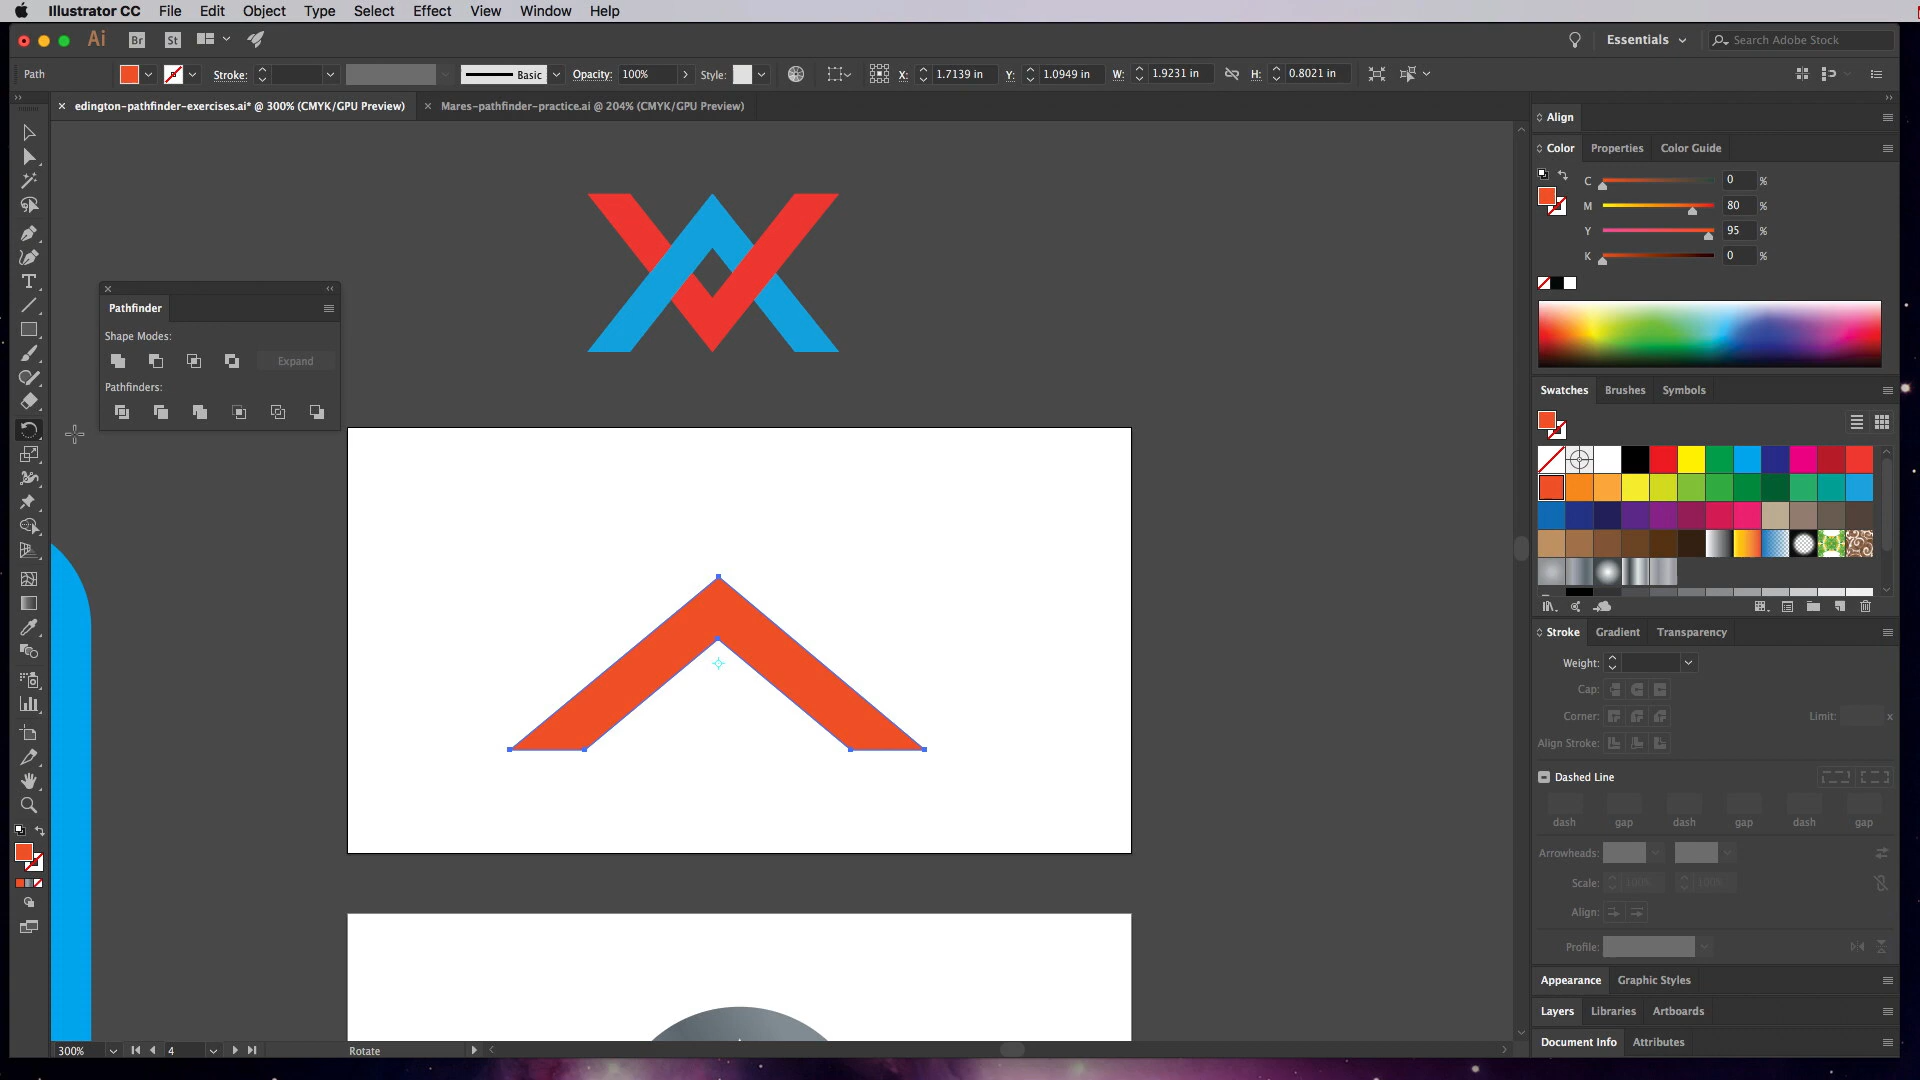 Illustrator CC File Edit Object Type Select Effect View Window Help
Ai Br St Essentials Search Adobe Stock
Path Stroke: Basic Opacity: 100% Style: X: 1.7139 in Y: 1.0949 in W: 1.9231 in H: 0.8021 in
edington-pathfinder-exercises.ai* @ 300% (CMYK/GPU Preview) Mares-pathfinder-practice.ai @ 204% (CMYK/GPU Preview)
Align
Color Properties Color Guide
C 0 %
M 80 %
Y 95 %
K 0 %
Pathfinder
Shape Modes:
Expand
Pathfinders:
Swatches Brushes Symbols
Stroke Gradient Transparency
Weight:
Cap:
Corner: Limit: x
Align Stroke:
Dashed Line
dash gap dash gap dash gap
Arrowheads:
Scale: 100% 100%
Align:
Profile:
Appearance Graphic Styles
Layers Libraries Artboards
Document Info Attributes
300% 4 Rotate